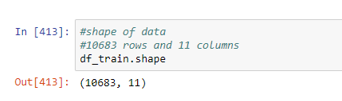 In [413]: #shape of data
#10683 rows and 11 columns
df_train.shape
Out[413]: (10683, 11)